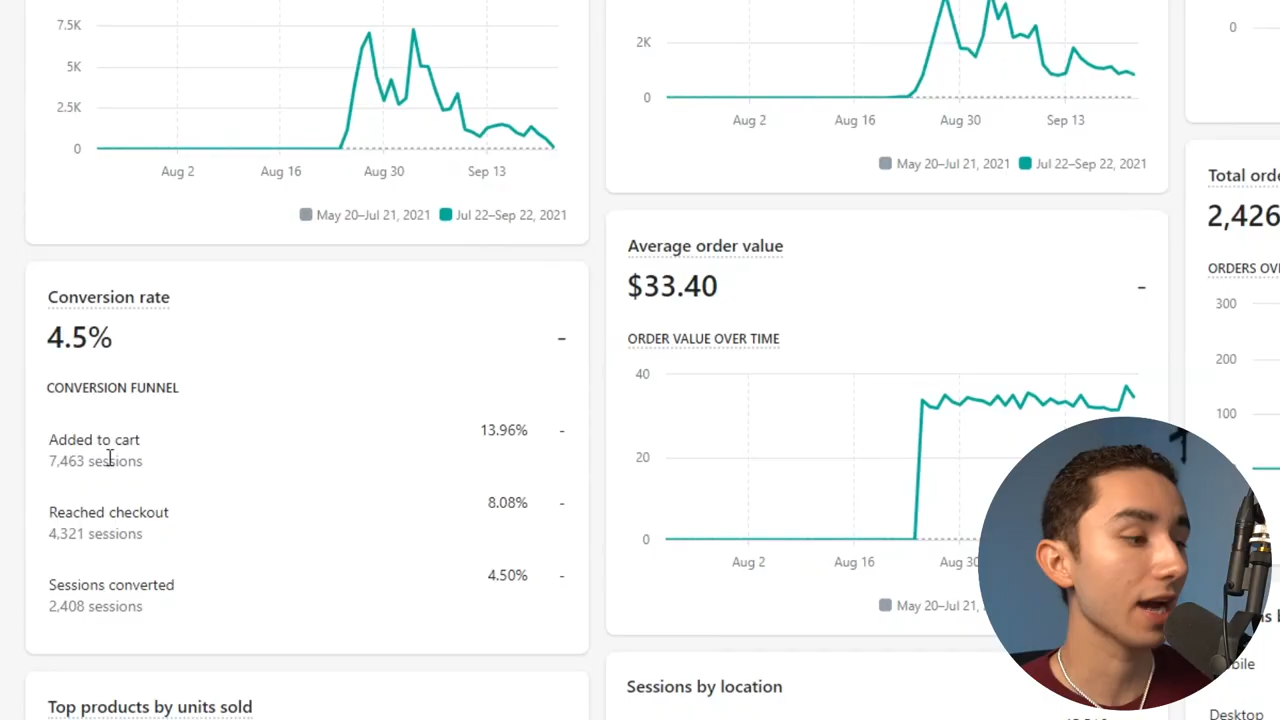 7.5K
5K
2.5K
0
Aug 2 Aug 16 Aug 30 Sep 13
May 20–Jul 21, 2021 Jul 22–Sep 22, 2021
Conversion rate
4.5% -
CONVERSION FUNNEL
Added to cart 13.96% -
7,463 sessions
Reached checkout 8.08% -
4,321 sessions
Sessions converted 4.50% -
2,408 sessions
Top products by units sold
2K
0
Aug 2 Aug 16 Aug 30 Sep 13
May 20–Jul 21, 2021 Jul 22–Sep 22, 2021
Average order value
$33.40 -
ORDER VALUE OVER TIME
40
20
0
Aug 2 Aug 16 Aug 30
May 20–Jul 21,
Sessions by location
0
Total orde
2,426
ORDERS OV
300
200
100
Desktop